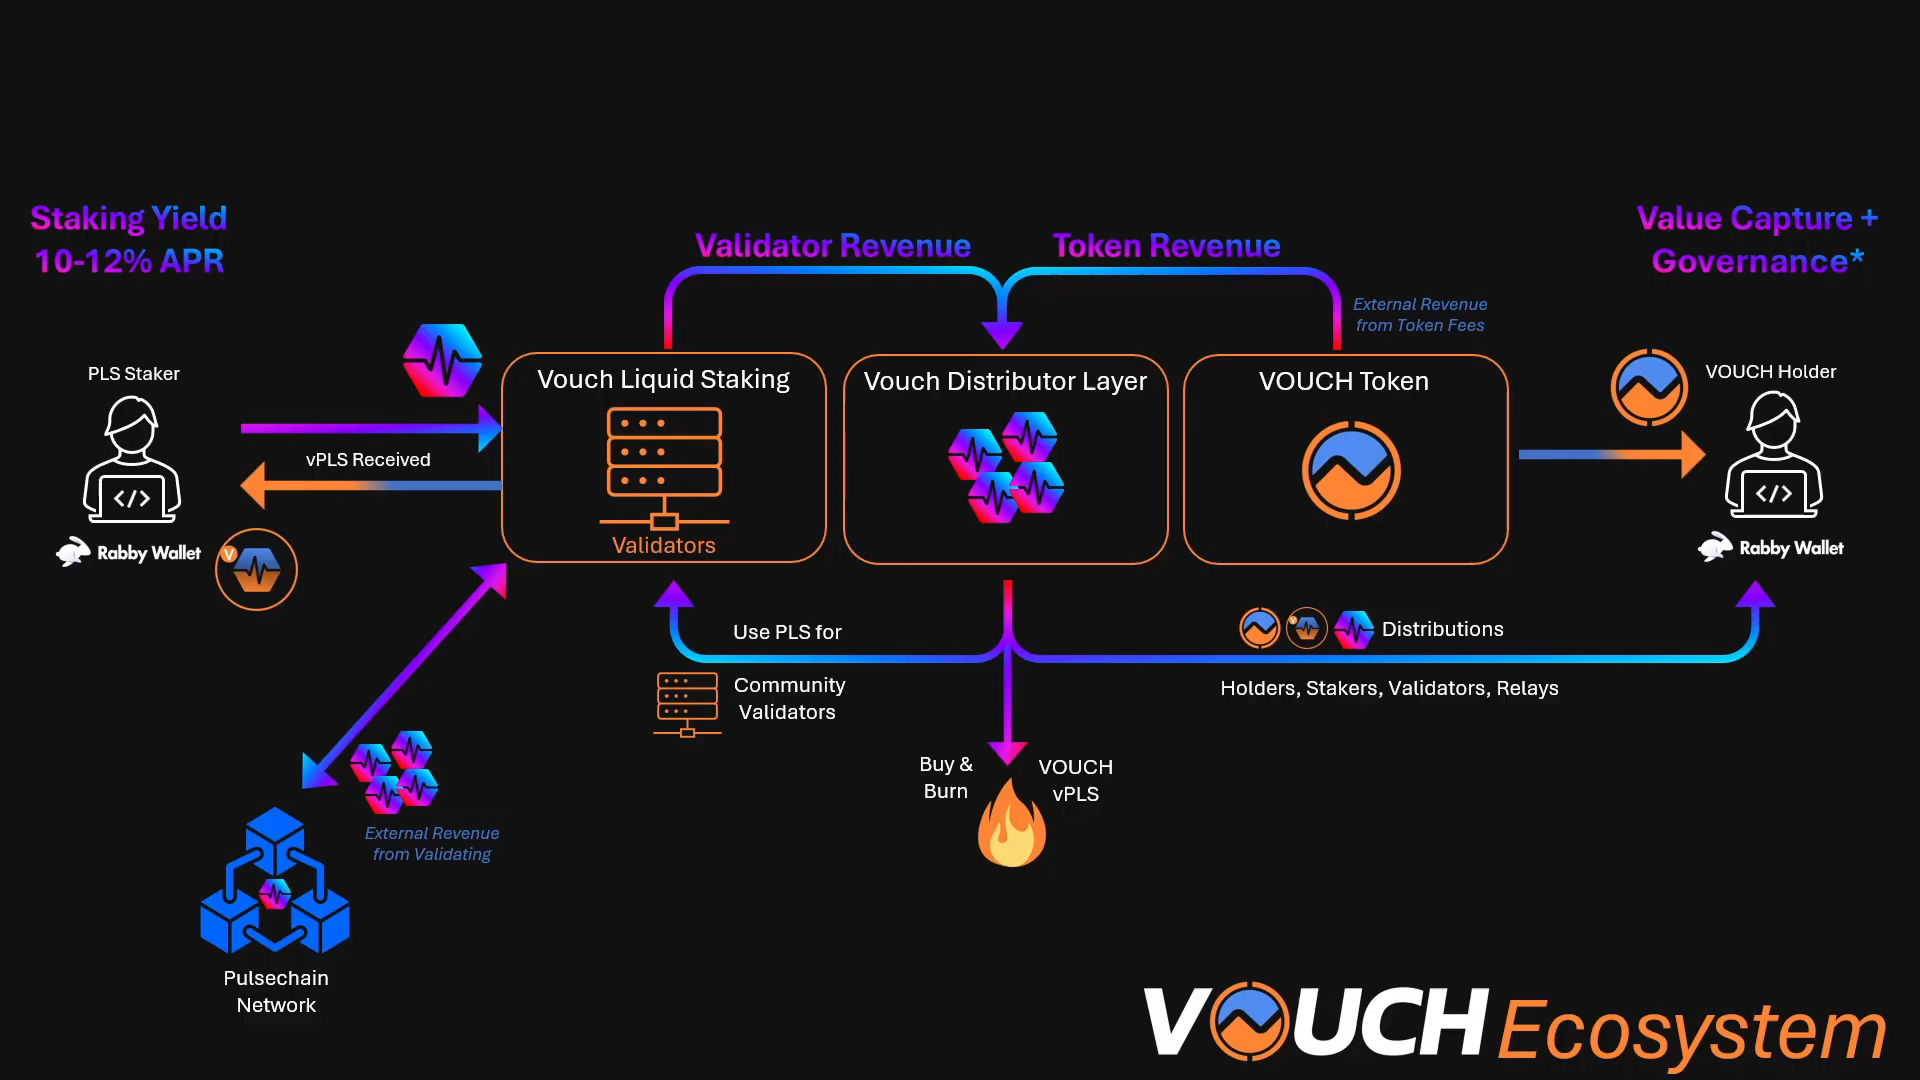 Staking Yield
10-12% APR
Validator Revenue
Token Revenue
Value Capture +
Governance*
External Revenue
from Token Fees
PLS Staker
vPLS Received
Rabby Wallet
V
Vouch Liquid Staking
Validators
Vouch Distributor Layer
VOUCH Token
VOUCH Holder
Rabby Wallet
Use PLS for
Community
Validators
Distributions
Holders, Stakers, Validators, Relays
Buy &
Burn
VOUCH
vPLS
External Revenue
from Validating
Pulsechain
Network
VOUCH Ecosystem